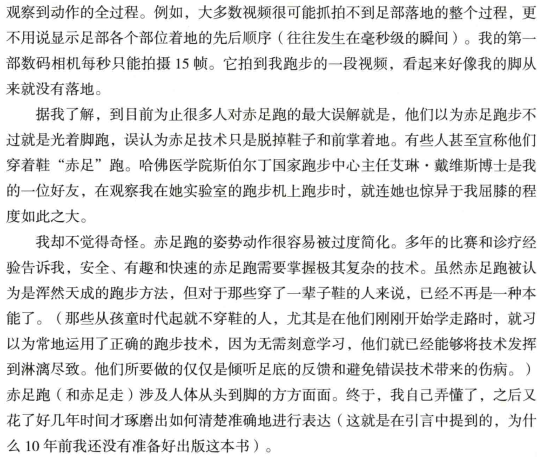 观察到动作的全过程。例如，大多数视频很可能抓拍不到足部落地的整个过程，更
不用说显示足部各个部位着地的先后顺序（往往发生在毫秒级的瞬间）。我的第一
部数码相机每秒只能拍摄 15 帧。它拍到我跑步的一段视频，看起来好像我的脚从
来就没有落地。
据我了解，到目前为止很多人对赤足跑的最大误解就是，他们以为赤足跑步不
过就是光着脚跑，误认为赤足技术只是脱掉鞋子和前掌着地。有些人甚至宣称他们
穿着鞋“赤足”跑。哈佛医学院斯伯尔丁国家跑步中心主任艾琳·戴维斯博士是我
的一位好友，在观察我在她实验室的跑步机上跑步时，就连她也惊异于我屈膝的程
度如此之大。
我却不觉得奇怪。赤足跑的姿势动作很容易被过度简化。多年的比赛和诊疗经
验告诉我，安全、有趣和快速的赤足跑需要掌握极其复杂的技术。虽然赤足跑被认
为是浑然天成的跑步方法，但对于那些穿了一辈子鞋的人来说，已经不再是一种本
能了。（那些从孩童时代起就不穿鞋的人，尤其是在他们刚刚开始学走路时，就习
以为常地运用了正确的跑步技术，因为无需刻意学习，他们就已经能够将技术发挥
到淋漓尽致。他们所要做的仅仅是倾听足底的反馈和避免错误技术带来的伤病。）
赤足跑（和赤足走）涉及人体从头到脚的方方面面。终于，我自己弄懂了，之后又
花了好几年时间才琢磨出如何清楚准确地进行表达（这就是在引言中提到的，为什
么 10 年前我还没有准备好出版这本书）。